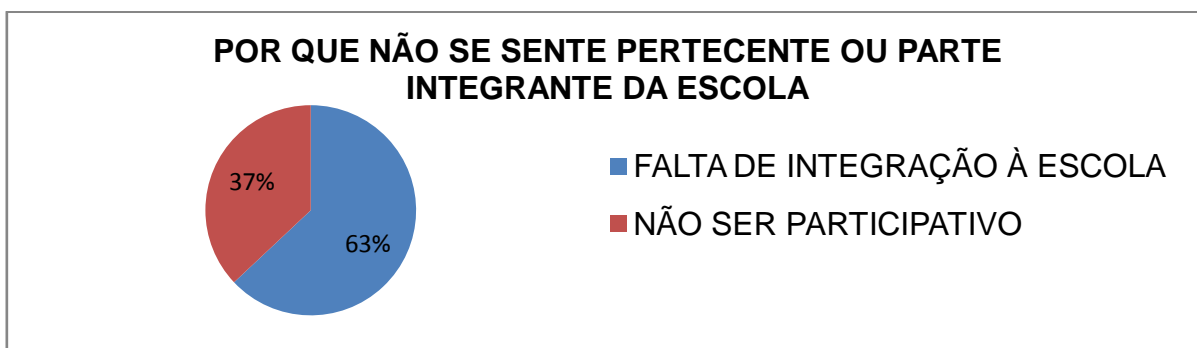 POR QUE NÃO SE SENTE PERTECENTE OU PARTE
INTEGRANTE DA ESCOLA
37%
63%
FALTA DE INTEGRAÇÃO À ESCOLA
NÃO SER PARTICIPATIVO